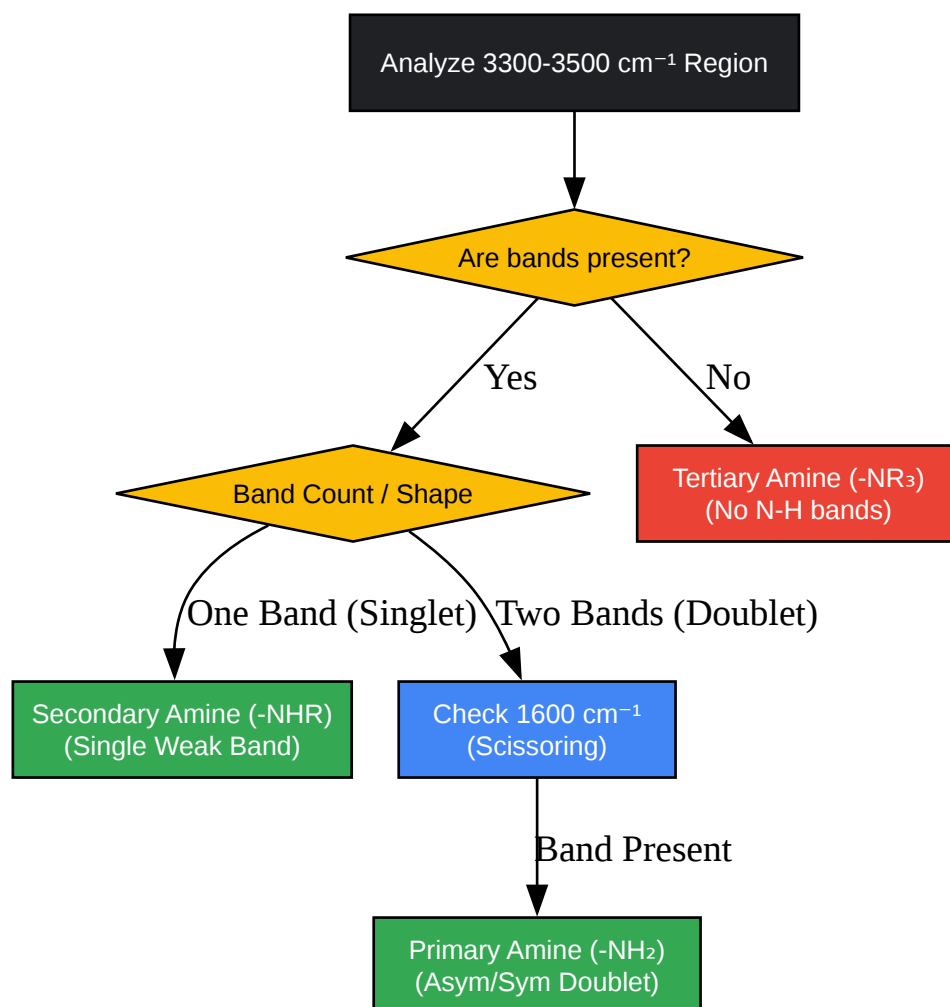 Analyze 3300-3500 cm⁻¹ Region
Are bands present?
Yes
No
Band Count / Shape
Tertiary Amine (-NR₃)
(No N-H bands)
One Band (Singlet)
Two Bands (Doublet)
Secondary Amine (-NHR)
(Single Weak Band)
Check 1600 cm⁻¹
(Scissoring)
Band Present
Primary Amine (-NH₂)
(Asym/Sym Doublet)